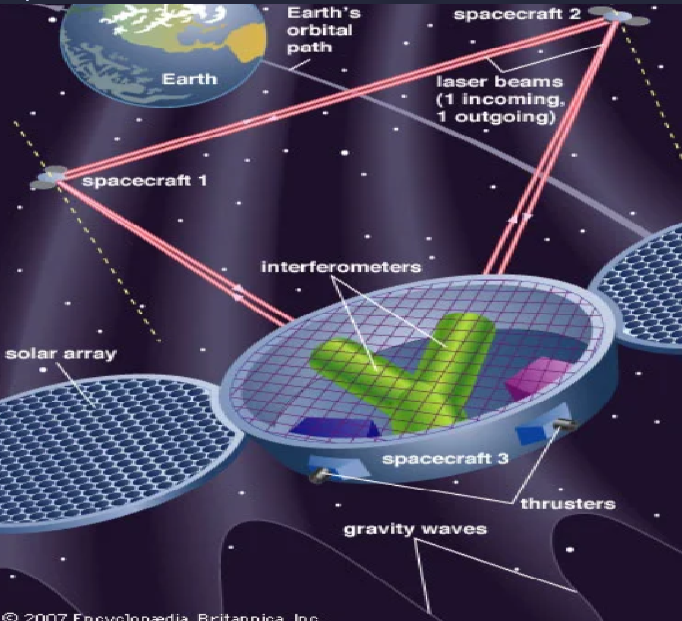 Earth's
orbital
path
spacecraft 2
Earth
laser beams
(1 incoming,
1 outgoing)
spacecraft 1
interferometers
solar array
spacecraft 3
thrusters
gravity waves
© 2007 Encyclopædia Britannica, Inc.